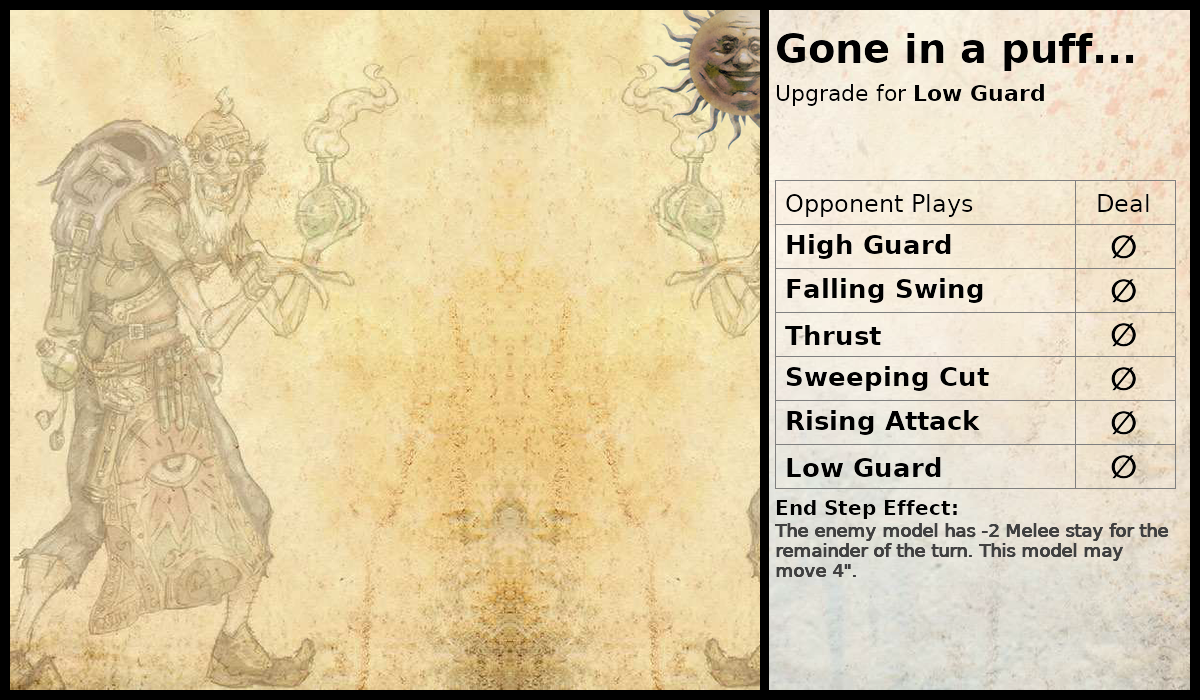 Gone in a puff...
Upgrade for Low Guard
Opponent Plays Deal
High Guard ∅
Falling Swing ∅
Thrust ∅
Sweeping Cut ∅
Rising Attack ∅
Low Guard ∅
End Step Effect:
The enemy model has -2 Melee stay for the
remainder of the turn. This model may
move 4".